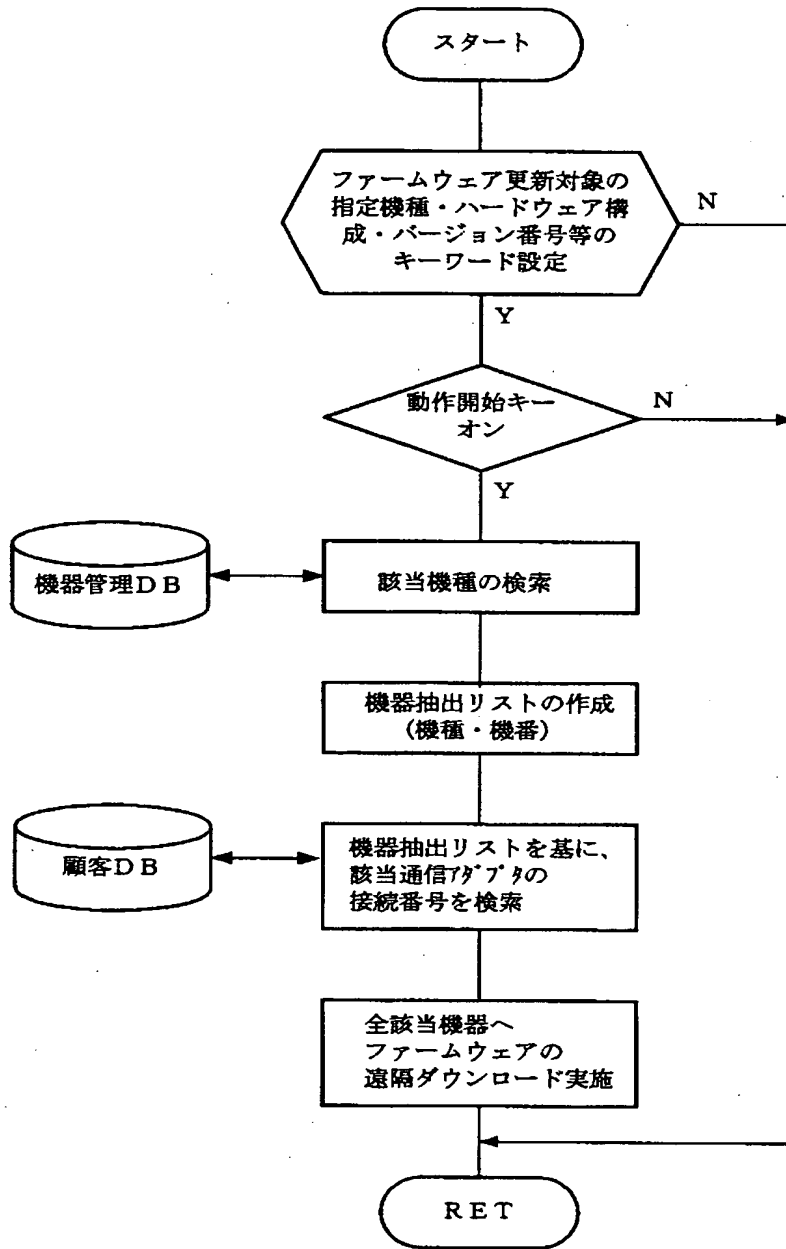 スタート
ファームウェア更新対象の
指定機種・ハードウェア構
成・バージョン番号等の
キーワード設定
N
Y
動作開始キー
オン
N
Y
機器管理DB
該当機種の検索
機器抽出リストの作成
(機種・機番)
顧客DB
機器抽出リストを基に、
該当通信ｱﾀﾞﾌﾟﾀの
接続番号を検索
全該当機器へ
ファームウェアの
遠隔ダウンロード実施
RET